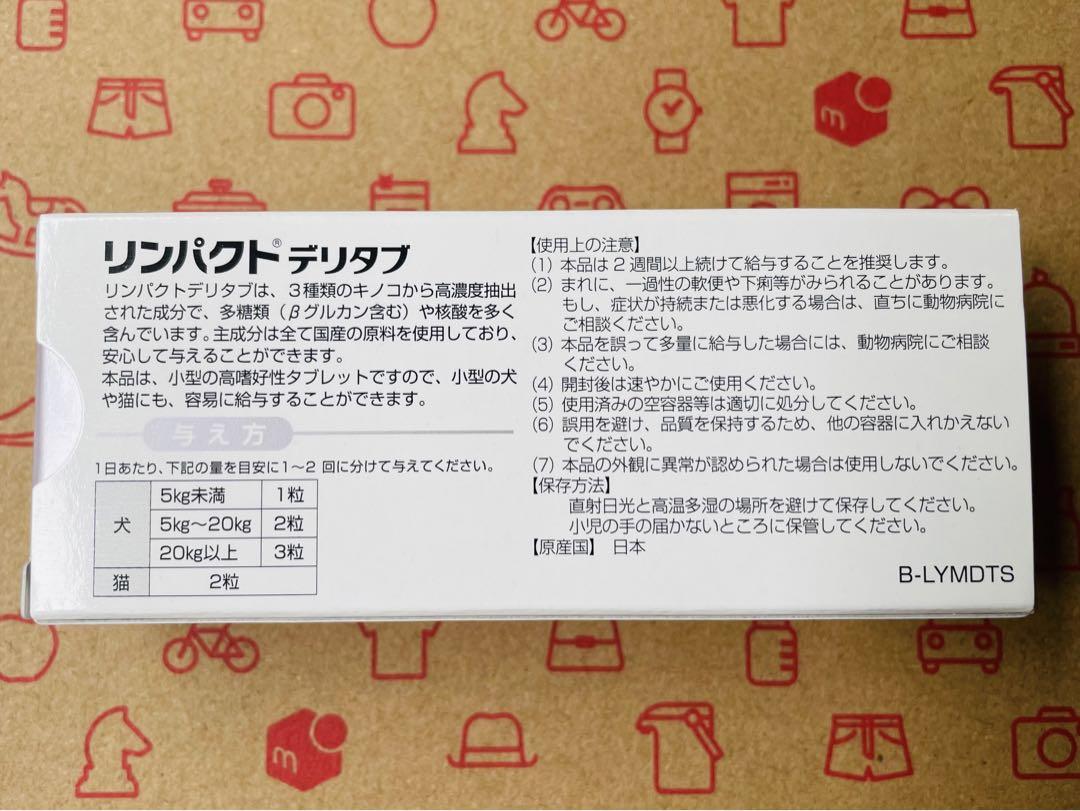 リンパクト® デリタブ
リンパクトデリタブは、3種類のキノコから高濃度抽出
された成分で、多糖類（βグルカン含む）や核酸を多く
含んでいます。主成分は全て国産の原料を使用しており、
安心して与えることができます。
本品は、小型の高嗜好性タブレットですので、小型の犬
や猫にも、容易に給与することができます。
与え方
1日あたり、下記の量を目安に1～2 回に分けて与えてください。
犬
5kg未満 1粒
5kg～20kg 2粒
20kg以上 3粒
猫 2粒
【使用上の注意】
(1) 本品は2週間以上続けて給与することを推奨します。
(2) まれに、一過性の軟便や下痢等がみられることがあります。
もし、症状が持続または悪化する場合は、直ちに動物病院に
ご相談ください。
(3) 本品を誤って多量に給与した場合には、動物病院にご相談
ください。
(4) 開封後は速やかにご使用ください。
(5) 使用済みの空容器等は適切に処分してください。
(6) 誤用を避け、品質を保持するため、他の容器に入れかえない
でください。
(7) 本品の外観に異常が認められた場合は使用しないでください。
【保存方法】
直射日光と高温多湿の場所を避けて保存してください。
小児の手の届かないところに保管してください。
【原産国】 日本
B-LYMDTS
m
m